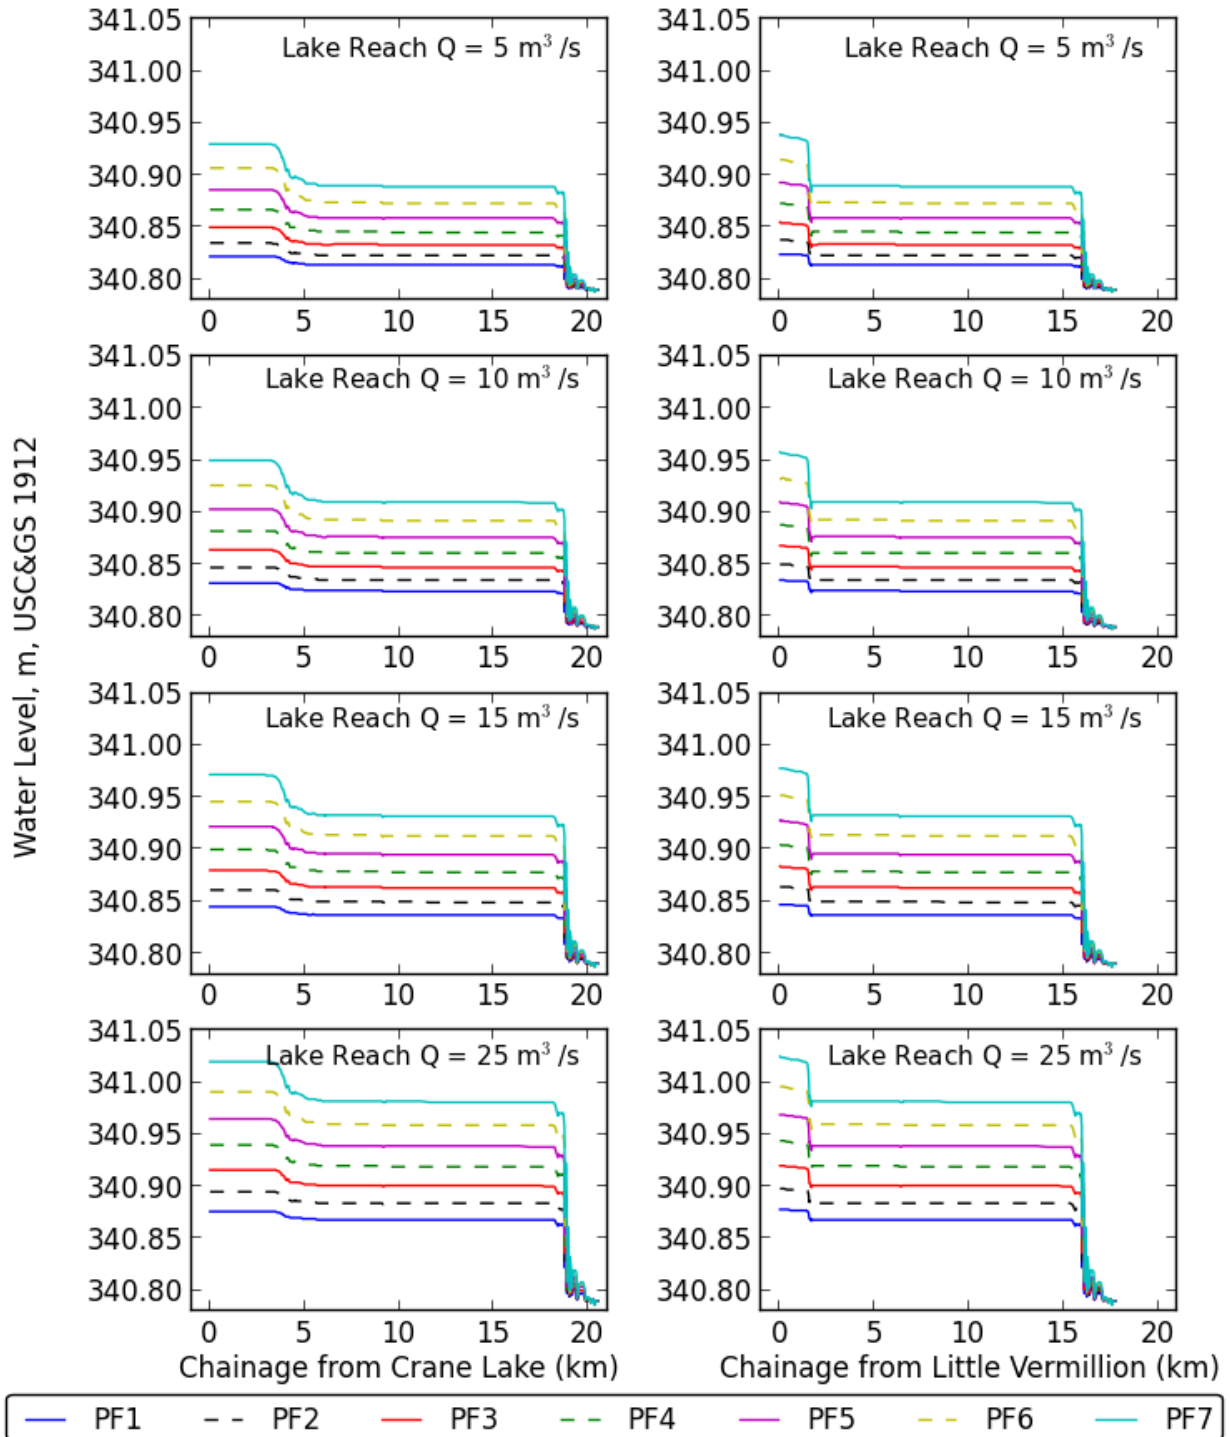 Water Level, m, USC&GS 1912
341.05
341.00
340.95
340.90
340.85
340.80
Lake Reach Q = 5 m³/s
0 5 10 15 20
341.05
341.00
340.95
340.90
340.85
340.80
Lake Reach Q = 5 m³/s
0 5 10 15 20
341.05
341.00
340.95
340.90
340.85
340.80
Lake Reach Q = 10 m³/s
0 5 10 15 20
341.05
341.00
340.95
340.90
340.85
340.80
Lake Reach Q = 10 m³/s
0 5 10 15 20
341.05
341.00
340.95
340.90
340.85
340.80
Lake Reach Q = 15 m³/s
0 5 10 15 20
341.05
341.00
340.95
340.90
340.85
340.80
Lake Reach Q = 15 m³/s
0 5 10 15 20
341.05
341.00
340.95
340.90
340.85
340.80
Lake Reach Q = 25 m³/s
0 5 10 15 20
Chainage from Crane Lake (km)
341.05
341.00
340.95
340.90
340.85
340.80
Lake Reach Q = 25 m³/s
0 5 10 15 20
Chainage from Little Vermillion (km)
PF1 PF2 PF3 PF4 PF5 PF6 PF7